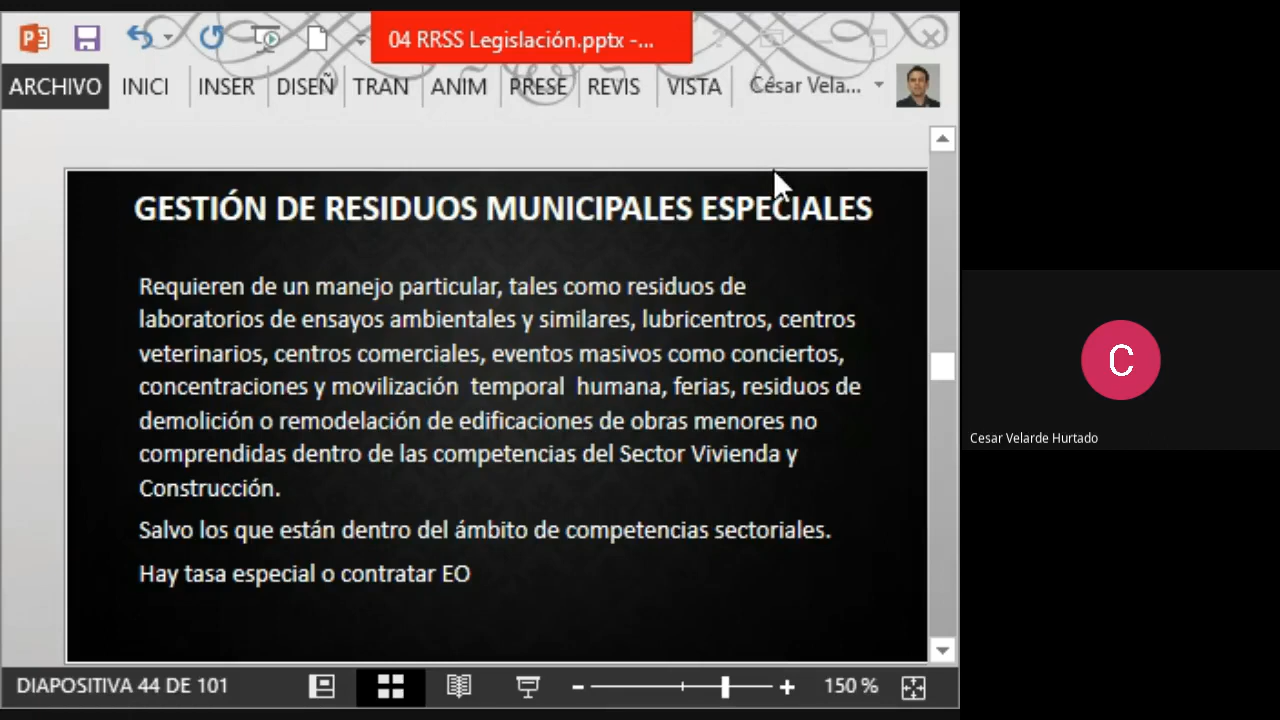 04 RRSS Legislación.pptx -...
ARCHIVO INICI INSER DISEÑ TRAN ANIM PRESE REVIS VISTA César Vela...
GESTIÓN DE RESIDUOS MUNICIPALES ESPECIALES
Requieren de un manejo particular, tales como residuos de
laboratorios de ensayos ambientales y similares, lubricentros, centros
veterinarios, centros comerciales, eventos masivos como conciertos,
concentraciones y movilización temporal humana, ferias, residuos de
demolición o remodelación de edificaciones de obras menores no
comprendidas dentro de las competencias del Sector Vivienda y
Construcción.
Salvo los que están dentro del ámbito de competencias sectoriales.
Hay tasa especial o contratar EO
DIAPOSITIVA 44 DE 101
150 %
C
Cesar Velarde Hurtado